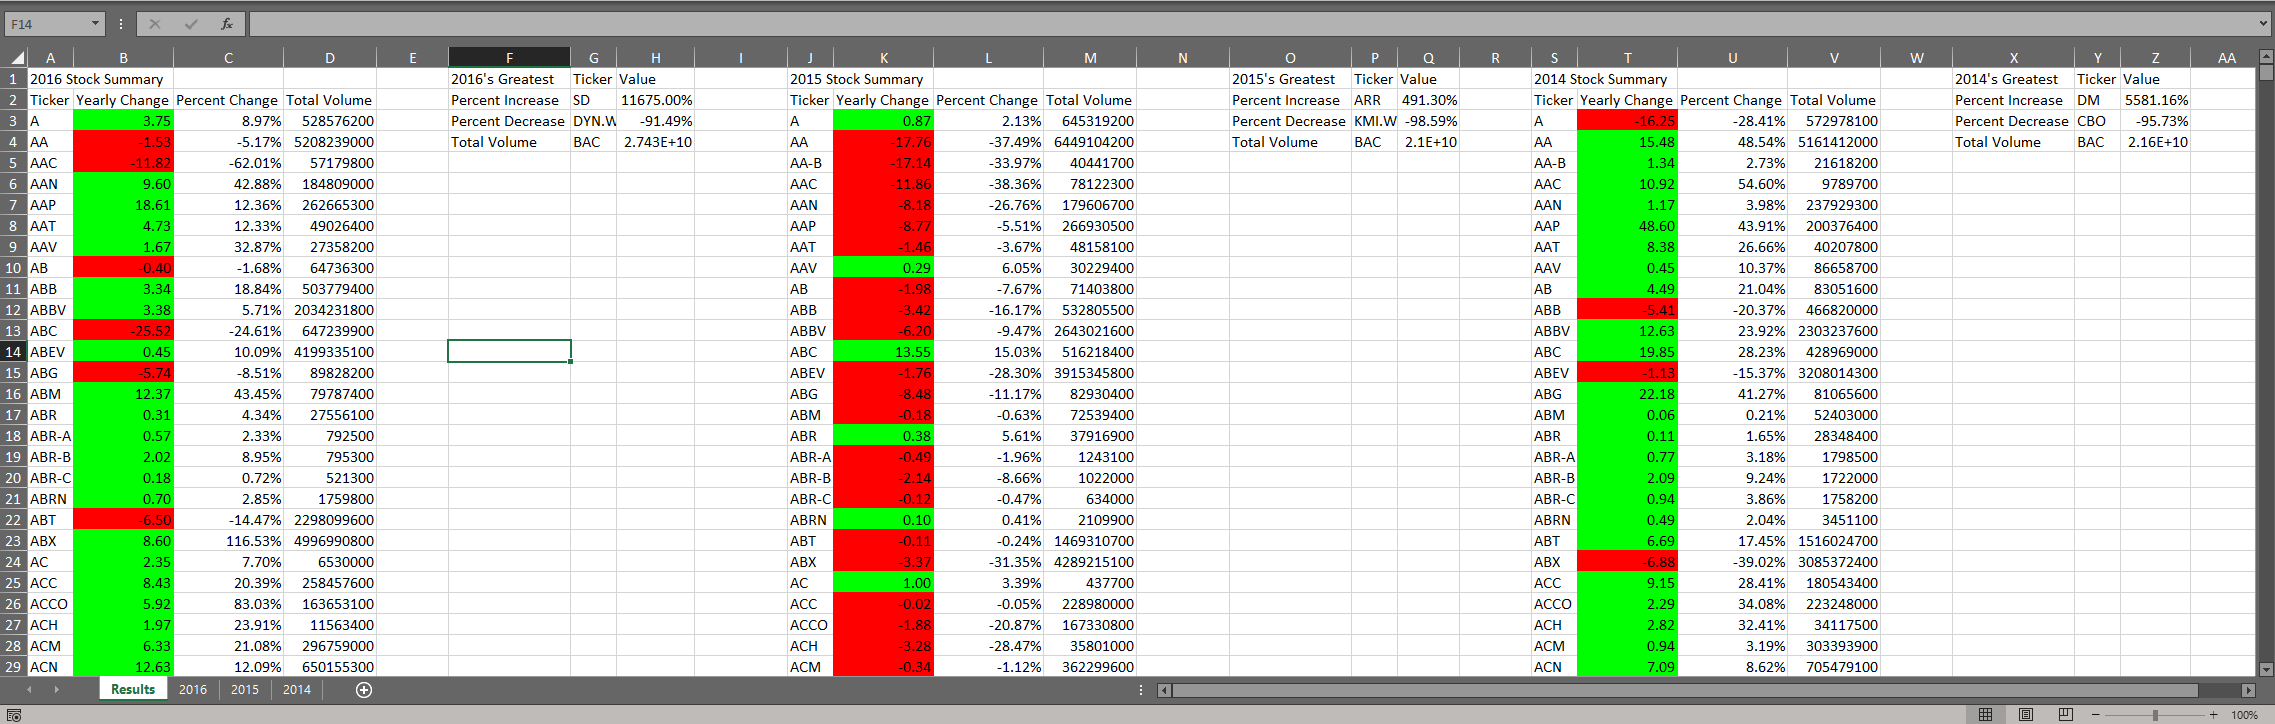 F14
fx
A B C D E F G H I J K L M N O P Q R S T U V W X Y Z AA
1 2016 Stock Summary 2016's Greatest Ticker Value 2015 Stock Summary 2015's Greatest Ticker Value 2014 Stock Summary 2014's Greatest Ticker Value
2 Ticker Yearly Change Percent Change Total Volume Percent Increase SD 11675.00% Ticker Yearly Change Percent Change Total Volume Percent Increase ARR 491.30% Ticker Yearly Change Percent Change Total Volume Percent Increase DM 5581.16%
3 A 3.75 8.97% 528576200 Percent Decrease DYN.W -91.49% A 0.87 2.13% 645319200 Percent Decrease KMI.W -98.59% A -16.25 -28.41% 572978100 Percent Decrease CBO -95.73%
4 AA -1.53 -5.17% 5208239000 Total Volume BAC 2.743E+10 AA -17.76 -37.49% 6449104200 Total Volume BAC 2.1E+10 AA 15.48 48.54% 5161412000 Total Volume BAC 2.16E+10
5 AAC -11.82 -62.01% 57179800 AA-B -17.14 -33.97% 40441700 AA-B 1.34 2.73% 21618200
6 AAN 9.60 42.88% 184809000 AAC -11.86 -38.36% 78122300 AAC 10.92 54.60% 9789700
7 AAP 18.61 12.36% 262665300 AAN -8.18 -26.76% 179606700 AAN 1.17 3.98% 237929300
8 AAT 4.73 12.33% 49026400 AAP -8.77 -5.51% 266930500 AAP 48.60 43.91% 200376400
9 AAV 1.67 32.87% 27358200 AAT -1.46 -3.67% 48158100 AAT 8.38 26.66% 40207800
10 AB -0.40 -1.68% 64736300 AAV 0.29 6.05% 30229400 AAV 0.45 10.37% 86658700
11 ABB 3.34 18.84% 503779400 AB -1.98 -7.67% 71403800 AB 4.49 21.04% 83051600
12 ABBV 3.38 5.71% 2034231800 ABB -3.42 -16.17% 532805500 ABB -5.41 -20.37% 466820000
13 ABC -25.52 -24.61% 647239900 ABBV -6.20 -9.47% 2643021600 ABBV 12.63 23.92% 2303237600
14 ABEV 0.45 10.09% 4199335100 ABC 13.55 15.03% 516218400 ABC 19.85 28.23% 428969000
15 ABG -5.74 -8.51% 89828200 ABEV -1.76 -28.30% 3915345800 ABEV -1.13 -15.37% 3208014300
16 ABM 12.37 43.45% 79787400 ABG -8.48 -11.17% 82930400 ABG 22.18 41.27% 81065600
17 ABR 0.31 4.34% 27556100 ABM -0.18 -0.63% 72539400 ABM 0.06 0.21% 52403000
18 ABR-A 0.57 2.33% 792500 ABR 0.38 5.61% 37916900 ABR 0.11 1.65% 28348400
19 ABR-B 2.02 8.95% 795300 ABR-A -0.49 -1.96% 1243100 ABR-A 0.77 3.18% 1798500
20 ABR-C 0.18 0.72% 521300 ABR-B -2.14 -8.66% 1022000 ABR-B 2.09 9.24% 1722000
21 ABRN 0.70 2.85% 1759800 ABR-C -0.12 -0.47% 634000 ABR-C 0.94 3.86% 1758200
22 ABT -6.50 -14.47% 2298099600 ABRN 0.10 0.41% 2109900 ABRN 0.49 2.04% 3451100
23 ABX 8.60 116.53% 4996990800 ABT -0.11 -0.24% 1469310700 ABT 6.69 17.45% 1516024700
24 AC 2.35 7.70% 6530000 ABX -3.37 -31.35% 4289215100 ABX -6.88 -39.02% 3085372400
25 ACC 8.43 20.39% 258457600 AC 1.00 3.39% 437700 ACC 9.15 28.41% 180543400
26 ACCO 5.92 83.03% 163653100 ACC -0.02 -0.05% 228980000 ACCO 2.29 34.08% 223248000
27 ACH 1.97 23.91% 11563400 ACCO -1.88 -20.87% 167330800 ACH 2.82 32.41% 34117500
28 ACM 6.33 21.08% 296759000 ACH -3.28 -28.47% 35801000 ACM 0.94 3.19% 303393900
29 ACN 12.63 12.09% 650155300 ACM -0.34 -1.12% 362299600 ACN 7.09 8.62% 705479100
Results 2016 2015 2014
100%